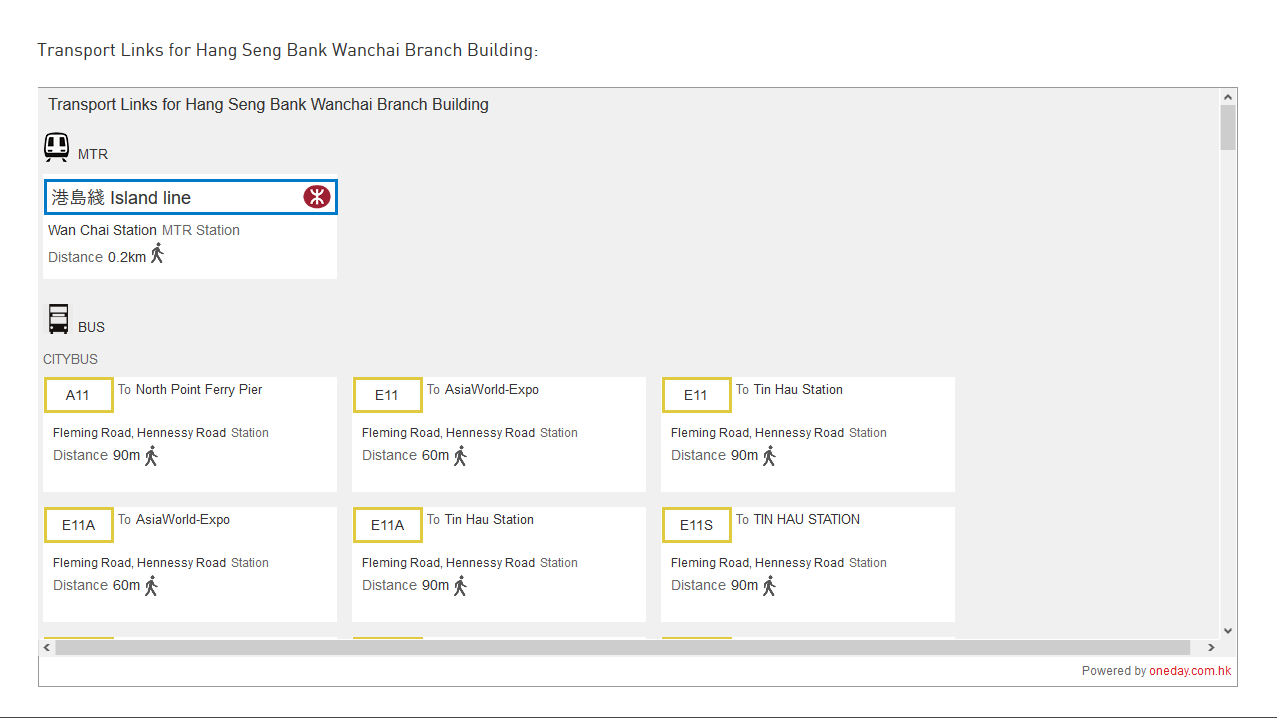 Transport Links for Hang Seng Bank Wanchai Branch Building:
Transport Links for Hang Seng Bank Wanchai Branch Building
MTR
港島綫 Island line
Wan Chai Station MTR Station
Distance 0.2km
BUS
CITYBUS
A11 To North Point Ferry Pier
Fleming Road, Hennessy Road Station
Distance 90m
E11 To AsiaWorld-Expo
Fleming Road, Hennessy Road Station
Distance 60m
E11 To Tin Hau Station
Fleming Road, Hennessy Road Station
Distance 90m
E11A To AsiaWorld-Expo
Fleming Road, Hennessy Road Station
Distance 60m
E11A To Tin Hau Station
Fleming Road, Hennessy Road Station
Distance 90m
E11S To TIN HAU STATION
Fleming Road, Hennessy Road Station
Distance 90m
Powered by oneday.com.hk